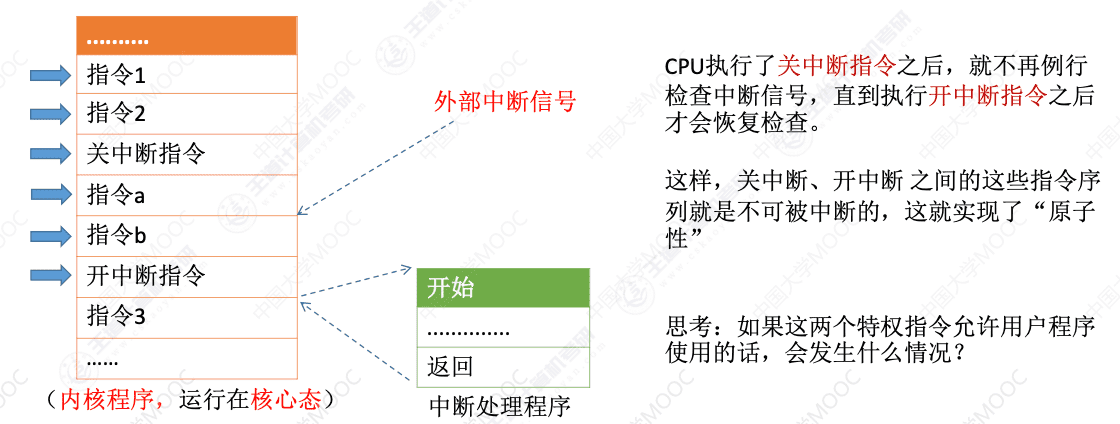 ..........
指令1
指令2
关中断指令
指令a
指令b
开中断指令
指令3
......
（内核程序，运行在核心态）
外部中断信号
开始
..............
返回
中断处理程序
CPU执行了关中断指令之后，就不再例行
检查中断信号，直到执行开中断指令之后
才会恢复检查。
这样，关中断、开中断 之间的这些指令序
列就是不可被中断的，这就实现了“原子
性”
思考：如果这两个特权指令允许用户程序
使用的话，会发生什么情况？
中国大学MOOC
王道计算机考研